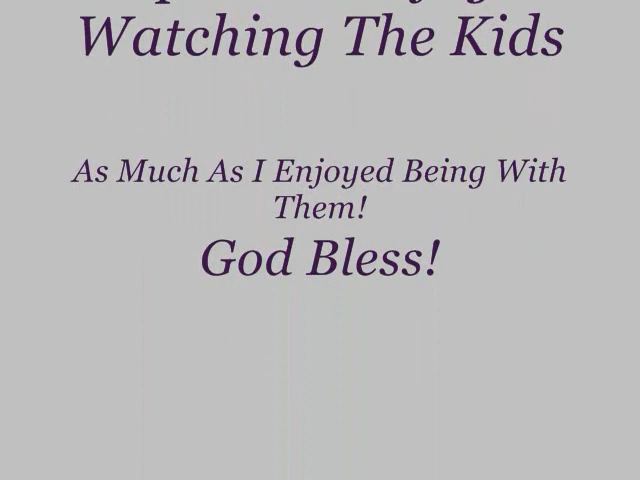 Watching The Kids
As Much As I Enjoyed Being With
Them!
God Bless!